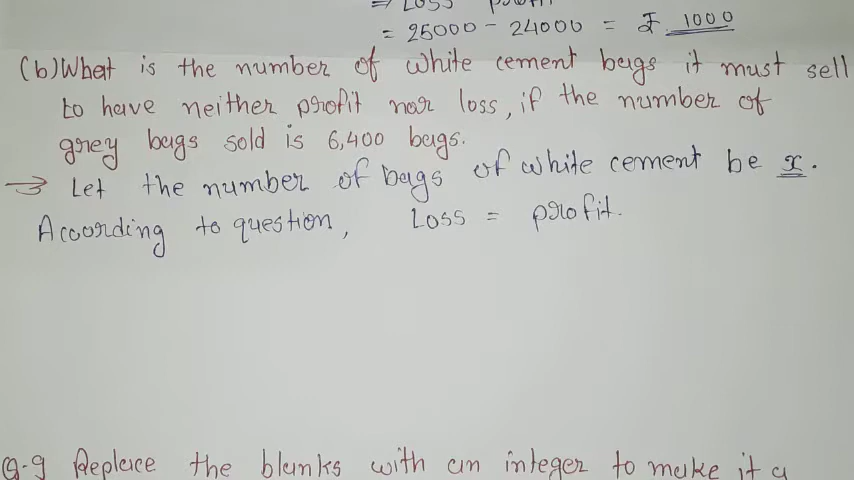 ⇒ Loss profit
= 25000 - 24000 = ₹ 1000
(b) What is the number of white cement bags it must sell
to have neither profit nor loss, if the number of
grey bags sold is 6,400 bags.
→ Let the number of bags of white cement be x.
According to question, Loss = profit.
Q-9 Replace the blanks with an integer to make it a